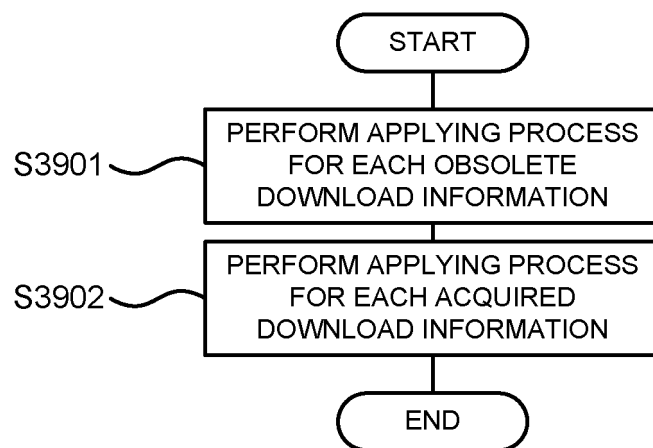 START
S3901
PERFORM APPLYING PROCESS
FOR EACH OBSOLETE
DOWNLOAD INFORMATION
S3902
PERFORM APPLYING PROCESS
FOR EACH ACQUIRED
DOWNLOAD INFORMATION
END